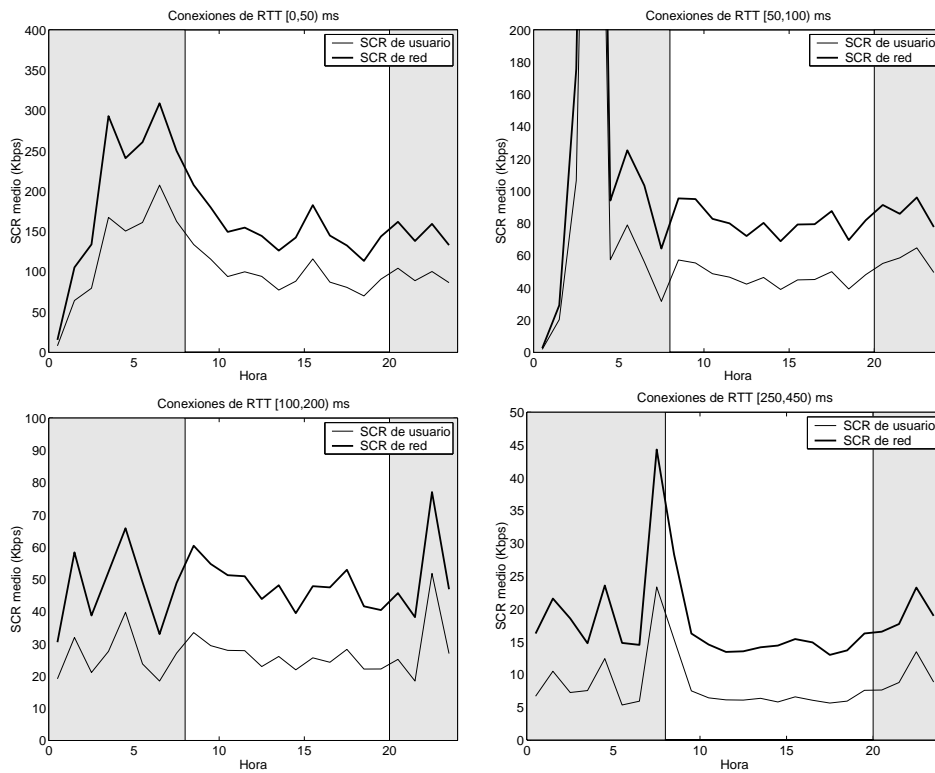 Conexiones de RTT [0,50) ms
400
350
300
250
200
150
100
50
0
SCR medio (Kbps)
SCR de usuario
SCR de red
0 5 10 15 20
Hora
Conexiones de RTT [50,100) ms
200
180
160
140
120
100
80
60
40
20
0
SCR medio (Kbps)
SCR de usuario
SCR de red
0 5 10 15 20
Hora
Conexiones de RTT [100,200) ms
100
90
80
70
60
50
40
30
20
10
0
SCR medio (Kbps)
SCR de usuario
SCR de red
0 5 10 15 20
Hora
Conexiones de RTT [250,450) ms
50
45
40
35
30
25
20
15
10
5
0
SCR medio (Kbps)
SCR de usuario
SCR de red
0 5 10 15 20
Hora